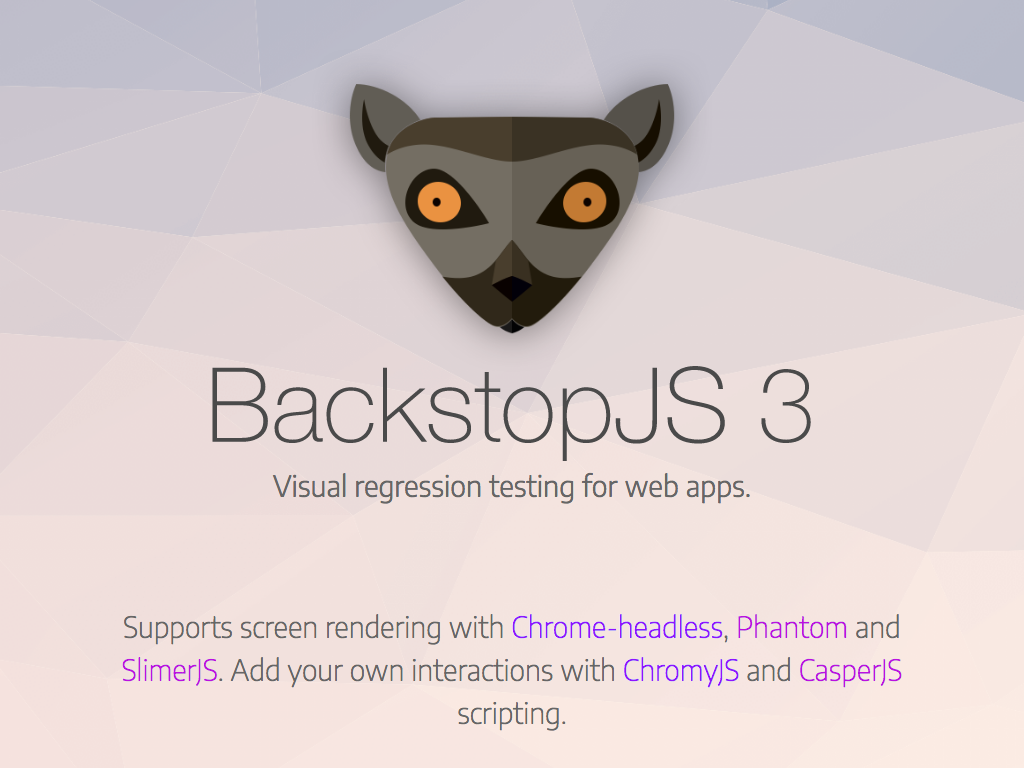 BackstopJS 3
Visual regression testing for web apps.
Supports screen rendering with Chrome-headless, Phantom and
SlimerJS. Add your own interactions with ChromyJS and CasperJS
scripting.